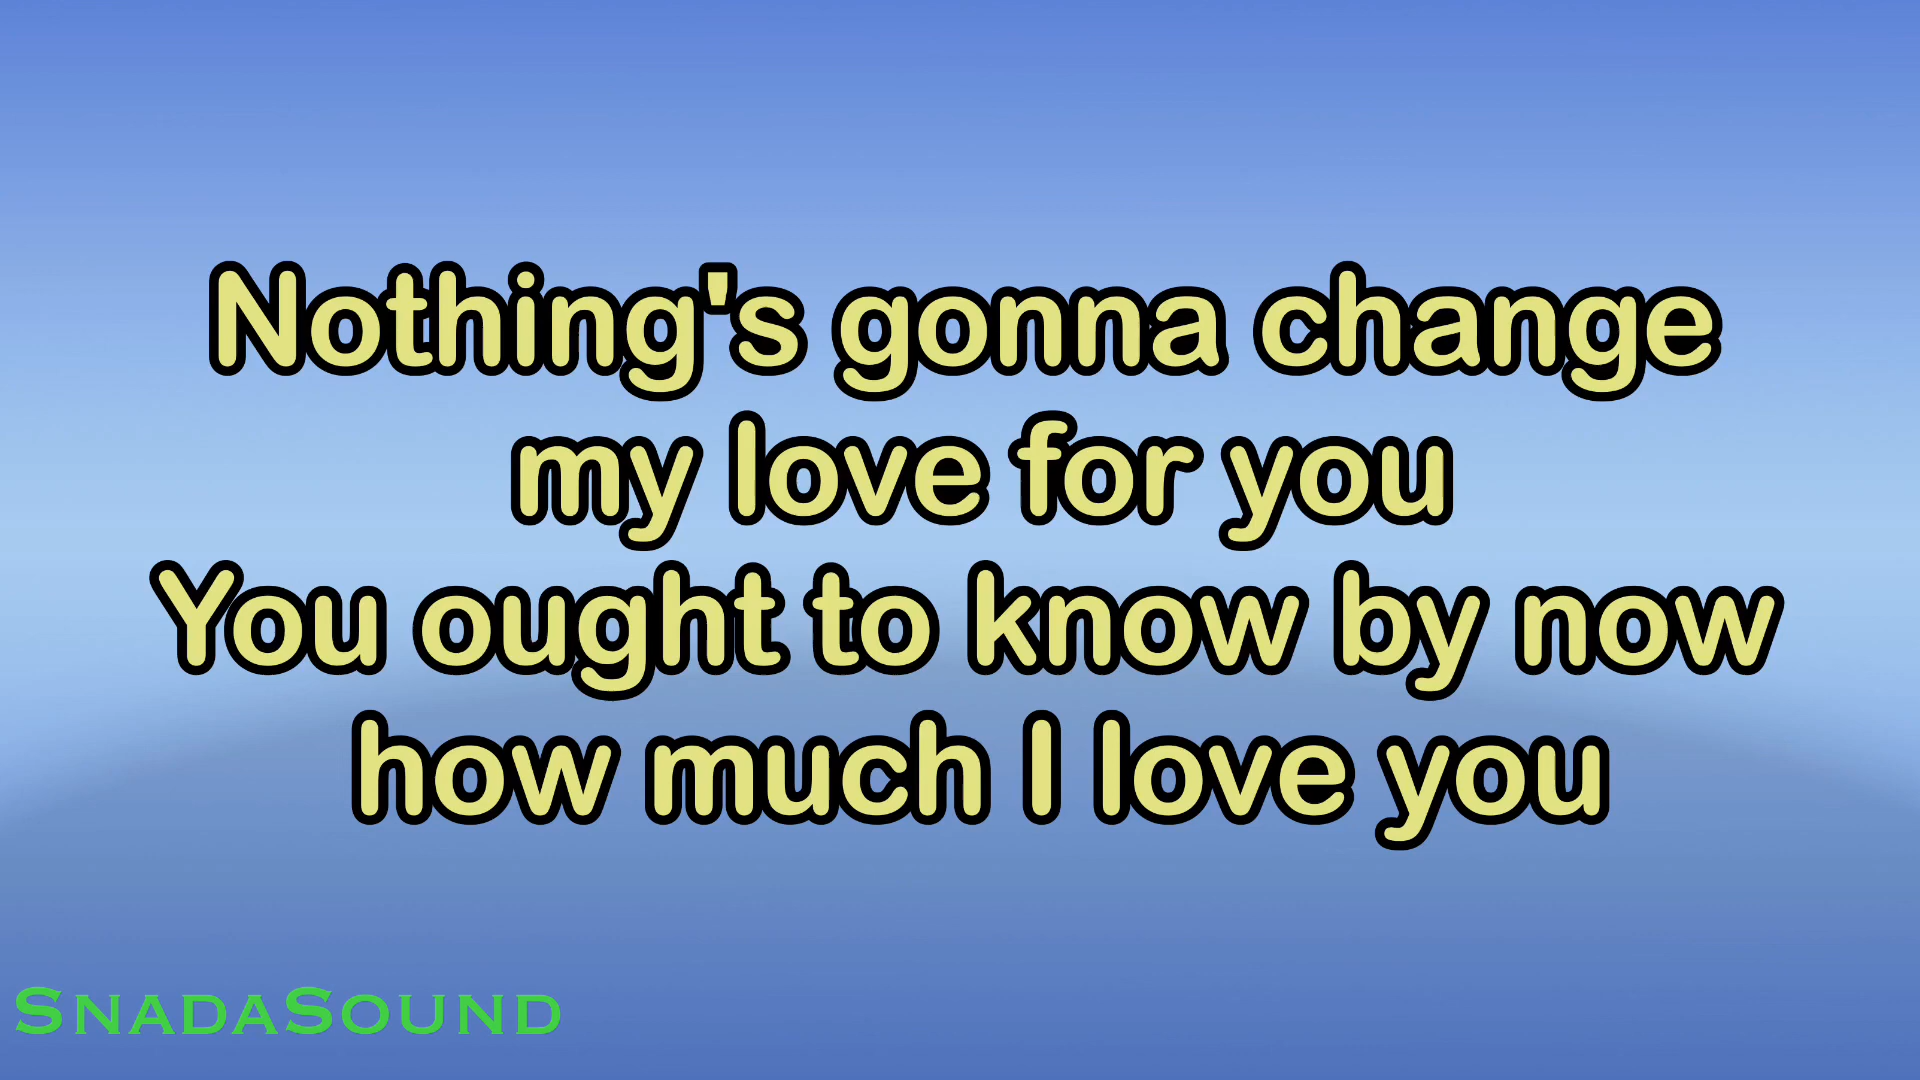 Nothing's gonna change
my love for you
You ought to know by now
how much I love you
SnadaSound